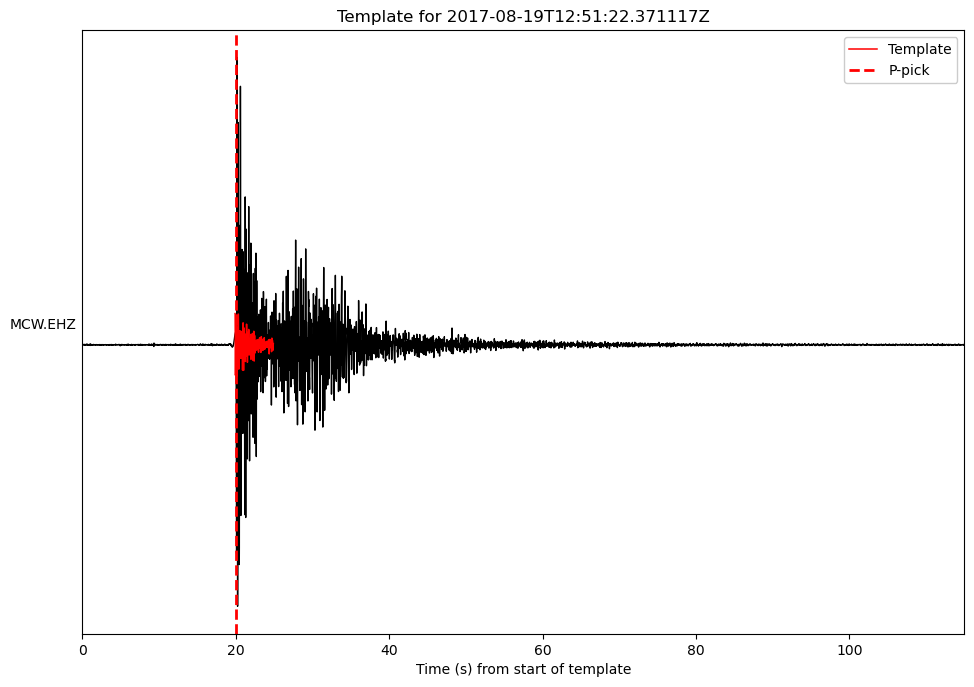 Template for 2017-08-19T12:51:22.371117Z
Template
P-pick
MCW.EHZ
0 20 40 60 80 100
Time (s) from start of template